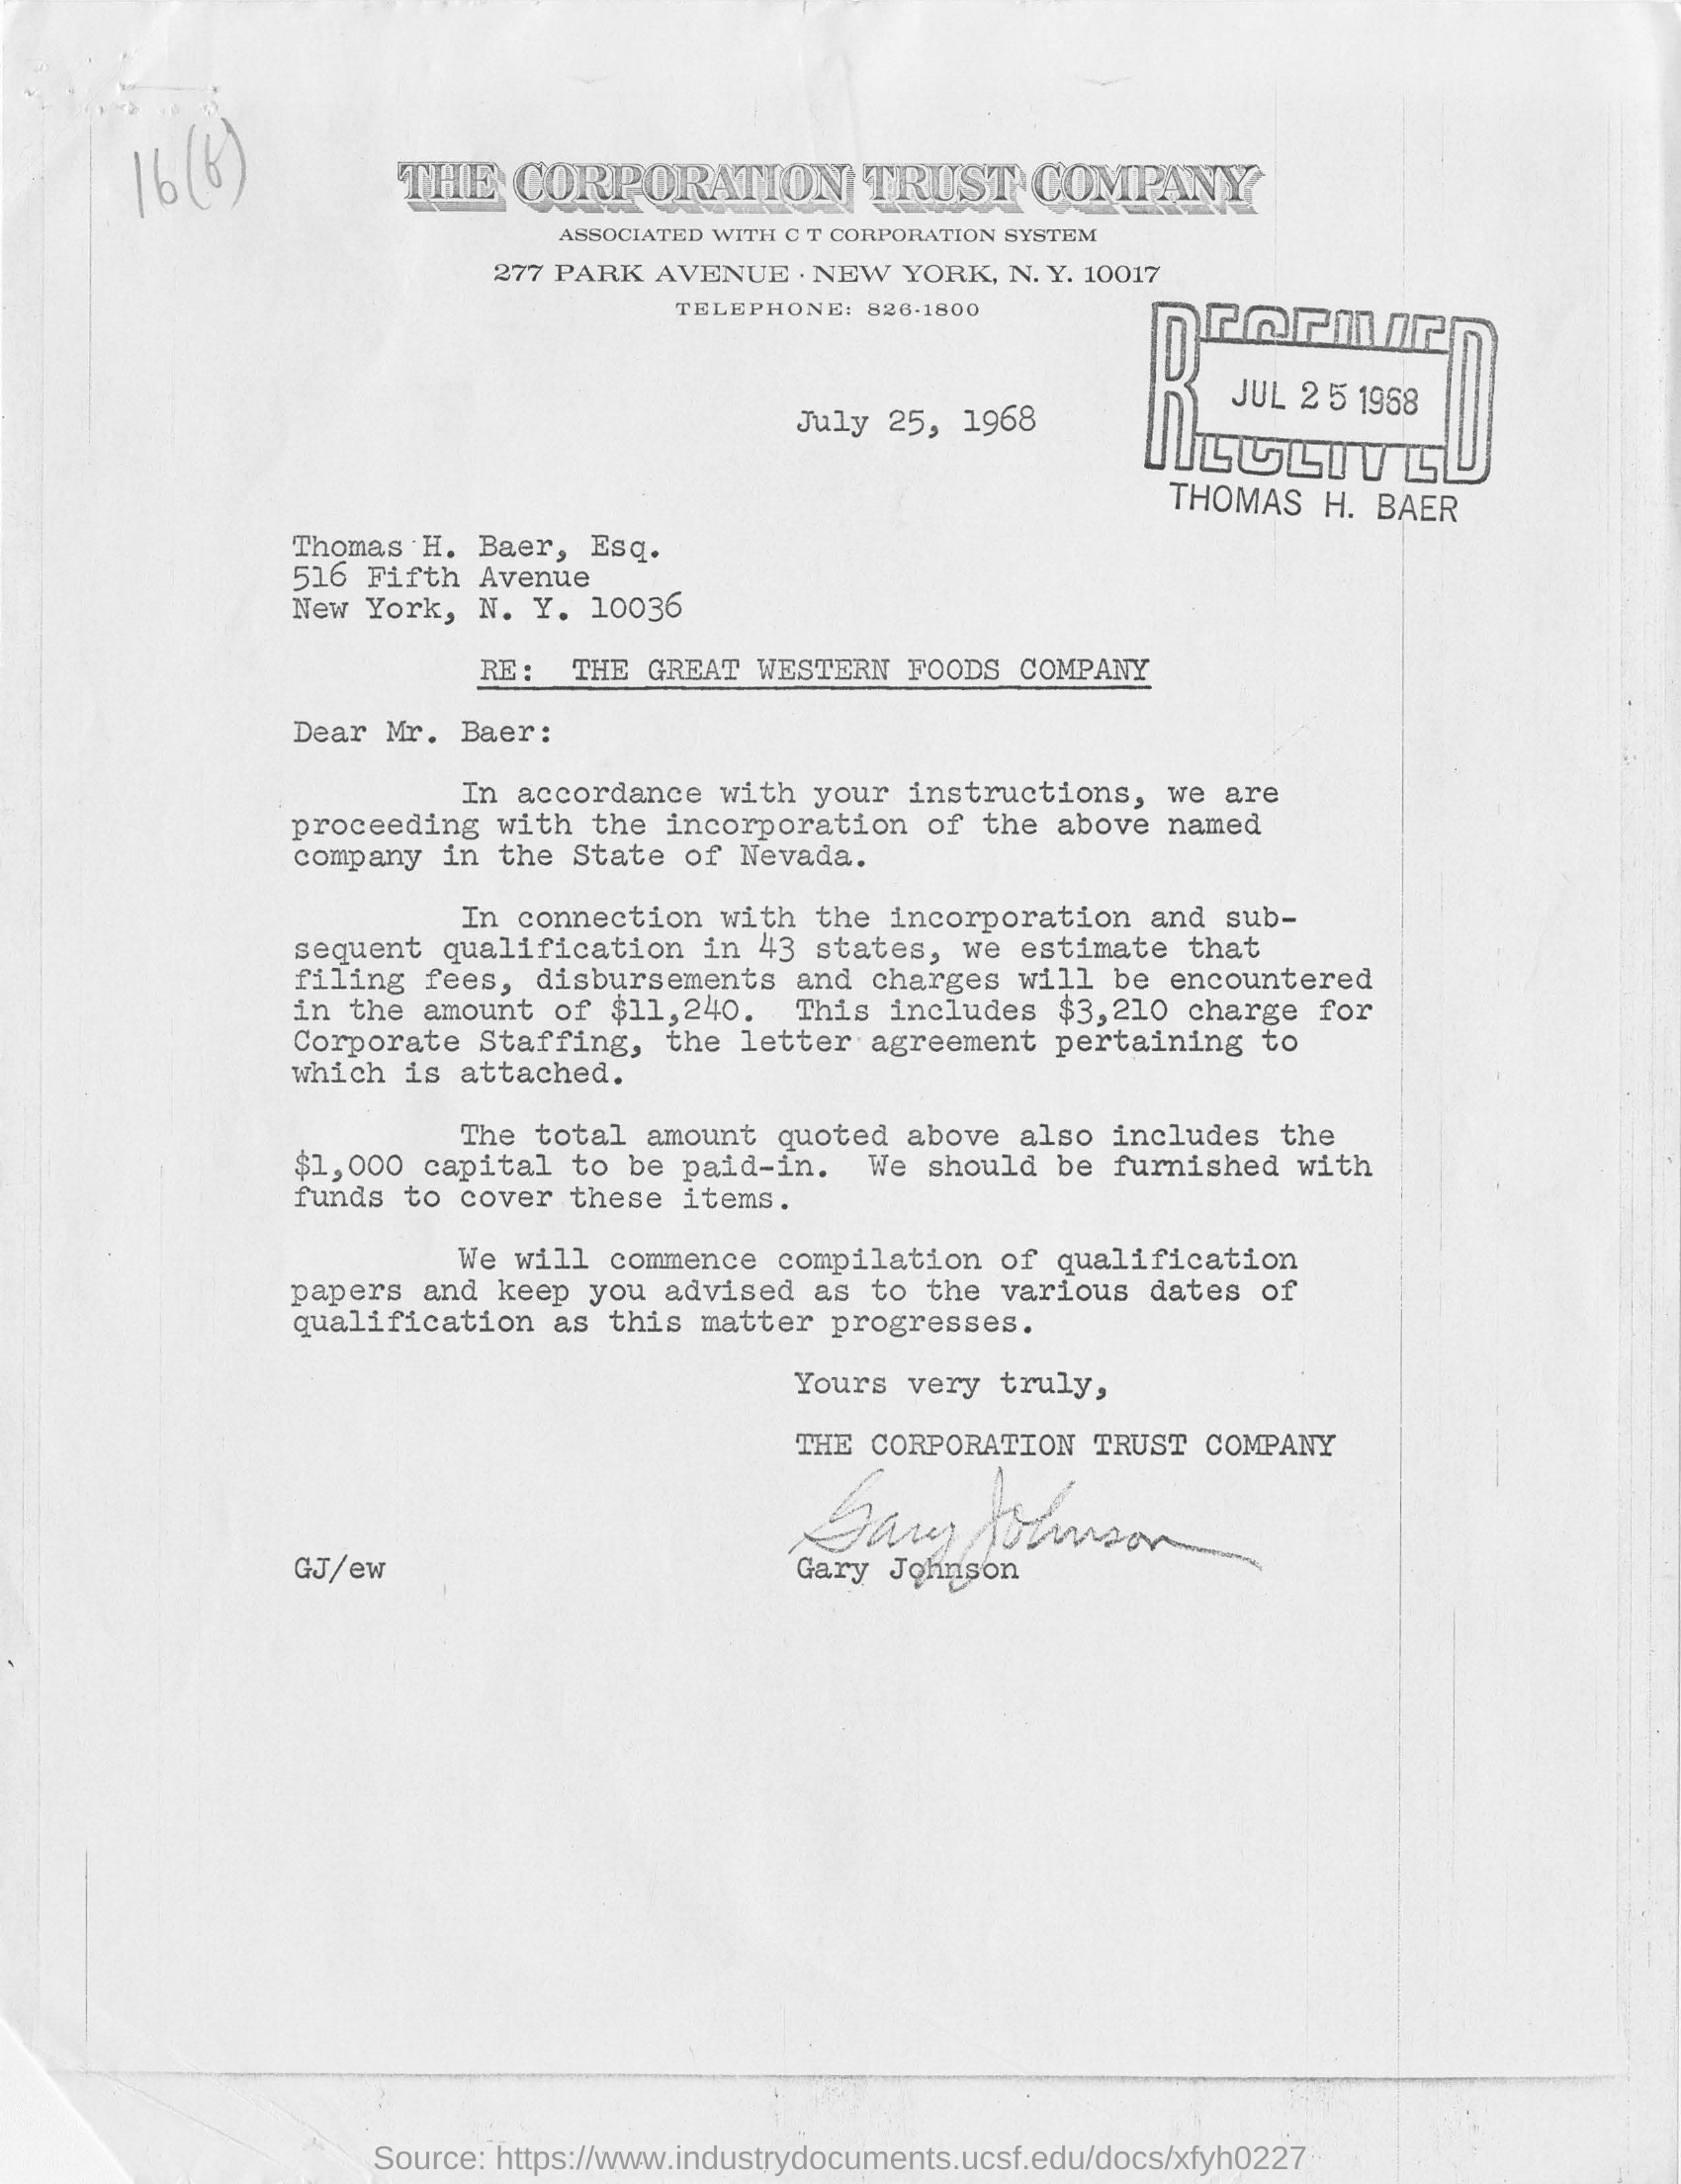 16(b)
THE CORPORATION TRUST COMPANY
ASSOCIATED WITH C T CORPORATION SYSTEM
277 PARK AVENUE · NEW YORK, N. Y. 10017
TELEPHONE: 826-1800
RECEIVED
JUL 25 1968
RECEIVED
THOMAS H. BAER
July 25, 1968
Thomas H. Baer, Esq.
516 Fifth Avenue
New York, N. Y. 10036
RE: THE GREAT WESTERN FOODS COMPANY
Dear Mr. Baer:
In accordance with your instructions, we are
proceeding with the incorporation of the above named
company in the State of Nevada.
In connection with the incorporation and sub-
sequent qualification in 43 states, we estimate that
filing fees, disbursements and charges will be encountered
in the amount of $11,240. This includes $3,210 charge for
Corporate Staffing, the letter agreement pertaining to
which is attached.
The total amount quoted above also includes the
$1,000 capital to be paid-in. We should be furnished with
funds to cover these items.
We will commence compilation of qualification
papers and keep you advised as to the various dates of
qualification as this matter progresses.
Yours very truly,
THE CORPORATION TRUST COMPANY
Gary Johnson
GJ/ew Gary Johnson
Source: https://www.industrydocuments.ucsf.edu/docs/xfyh0227